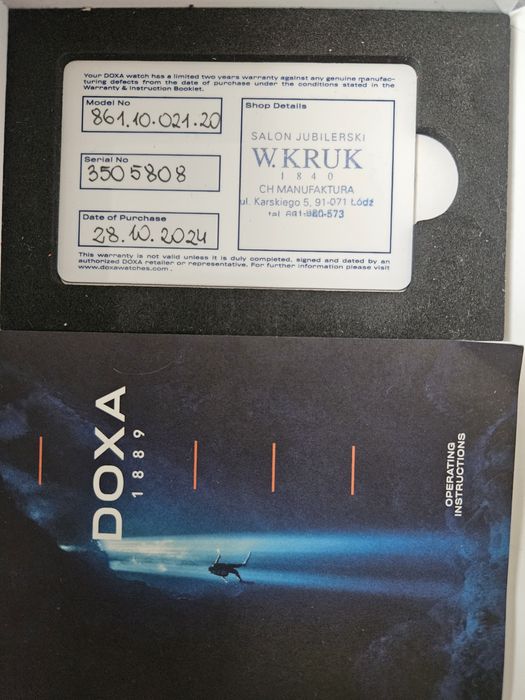 Your DOXA watch has a limited two years warranty against any genuine manufac-
turing defects from the date of purchase under the conditions stated in the
Warranty & Instruction Booklet.
Model No
861.10.021.20
Serial No
3505808
Date of Purchase
28.10.2024
Shop Details
SALON JUBILERSKI
W.KRUK
1840
CH MANUFAKTURA
ul. Karskiego 5, 91-071 Łódź
This warranty is not valid unless it is duly completed, signed and dated by an
authorized DOXA retailer or representative. For further information please visit
www.doxawatches.com.
DOXA
1889
OPERATING
INSTRUCTIONS